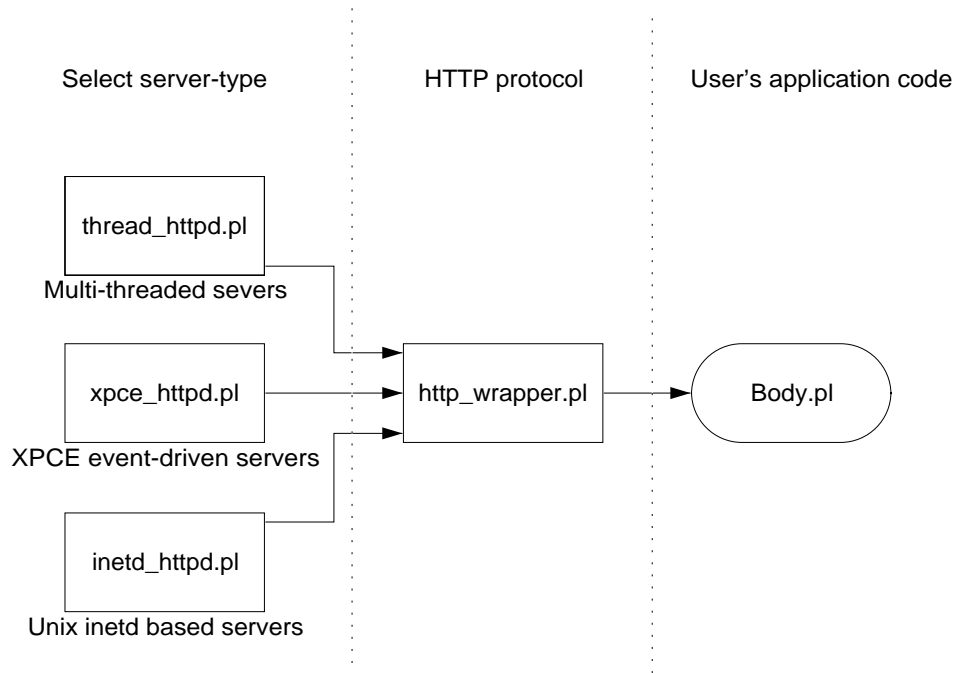 Select server-type
HTTP protocol
User’s application code
thread_httpd.pl
Multi-threaded severs
xpce_httpd.pl
XPCE event-driven servers
http_wrapper.pl
Body.pl
inetd_httpd.pl
Unix inetd based servers